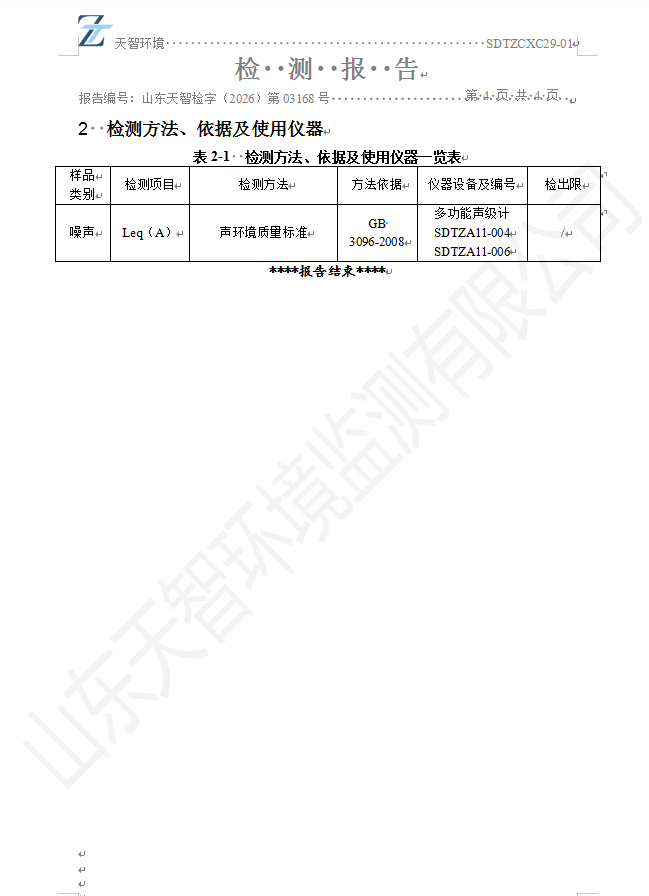 天智环境 SDTZCXC29-01
检 测 报 告
报告编号：山东天智检字（2026）第 03168 号 第 4 页 共 4 页
2 检测方法、依据及使用仪器
表 2-1 检测方法、依据及使用仪器一览表
样品类别 检测项目 检测方法 方法依据 仪器设备及编号 检出限
噪声 Leq（A） 声环境质量标准 GB 3096-2008 多功能声级计 SDTZA11-004 SDTZA11-006 /
****报告结束****
山东天智环境监测有限公司